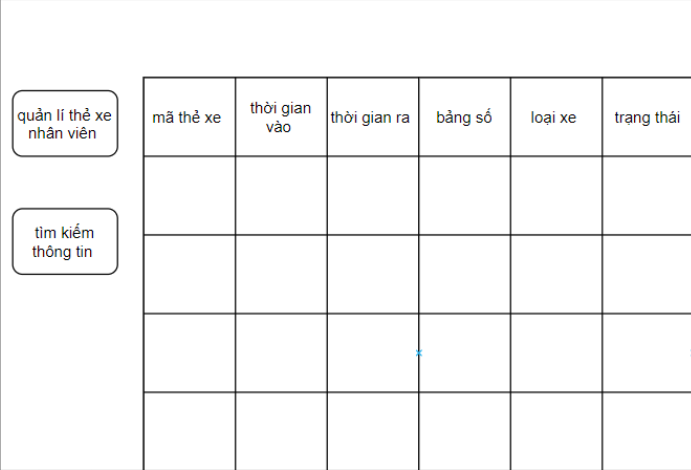 quản lí thẻ xe
nhân viên
mã thẻ xe
thời gian
vào
thời gian ra
bảng số
loại xe
trạng thái
tìm kiếm
thông tin